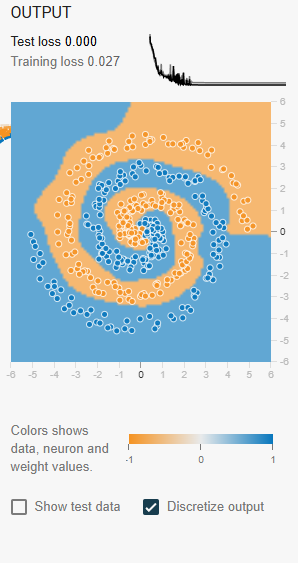 OUTPUT
Test loss 0.000
Training loss 0.027
6
5
4
3
2
1
0
-1
-2
-3
-4
-5
-6
-6 -5 -4 -3 -2 -1 0 1 2 3 4 5 6
Colors shows
data, neuron and
weight values.
-1 0 1
Show test data Discretize output